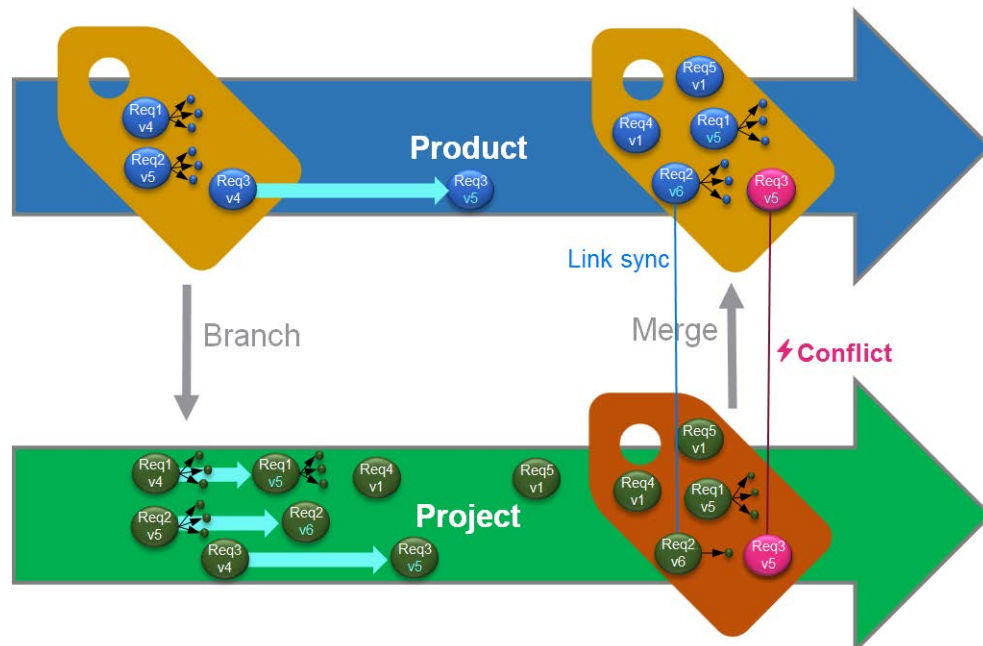 Req5
v1
Req1
v4
Req4
v1
Req1
v5
Product
Req2
v5
Req3
v4
Req3
v5
Req2
v6
Req3
v5
Link sync
Branch
Merge
Conflict
Req1
v4
Req1
v5
Req4
v1
Req5
v1
Req5
v1
Req4
v1
Req1
v5
Req2
v5
Req2
v6
Project
Req3
v4
Req3
v5
Req2
v6
Req3
v5